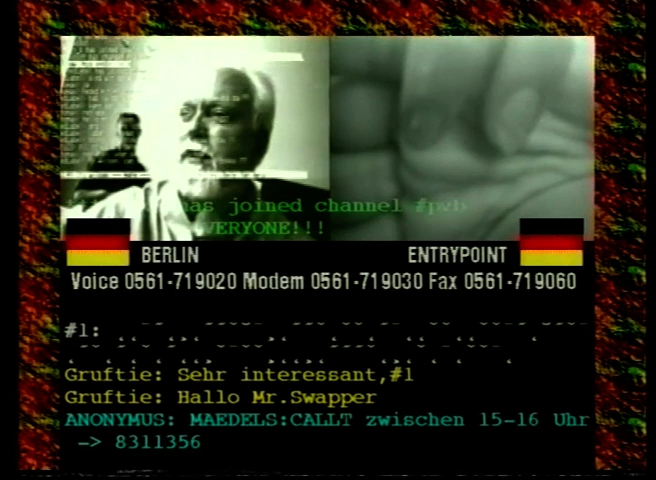 has joined channel #pvb
VERYONE!!!
BERLIN
ENTRYPOINT
Voice 0561-719020 Modem 0561-719030 Fax 0561-719060
#1:
Gruftie: Sehr interessant,#1
Gruftie: Hallo Mr.Swapper
ANONYMUS: MAEDELS:CALLT zwischen 15-16 Uhr
-> 8311356